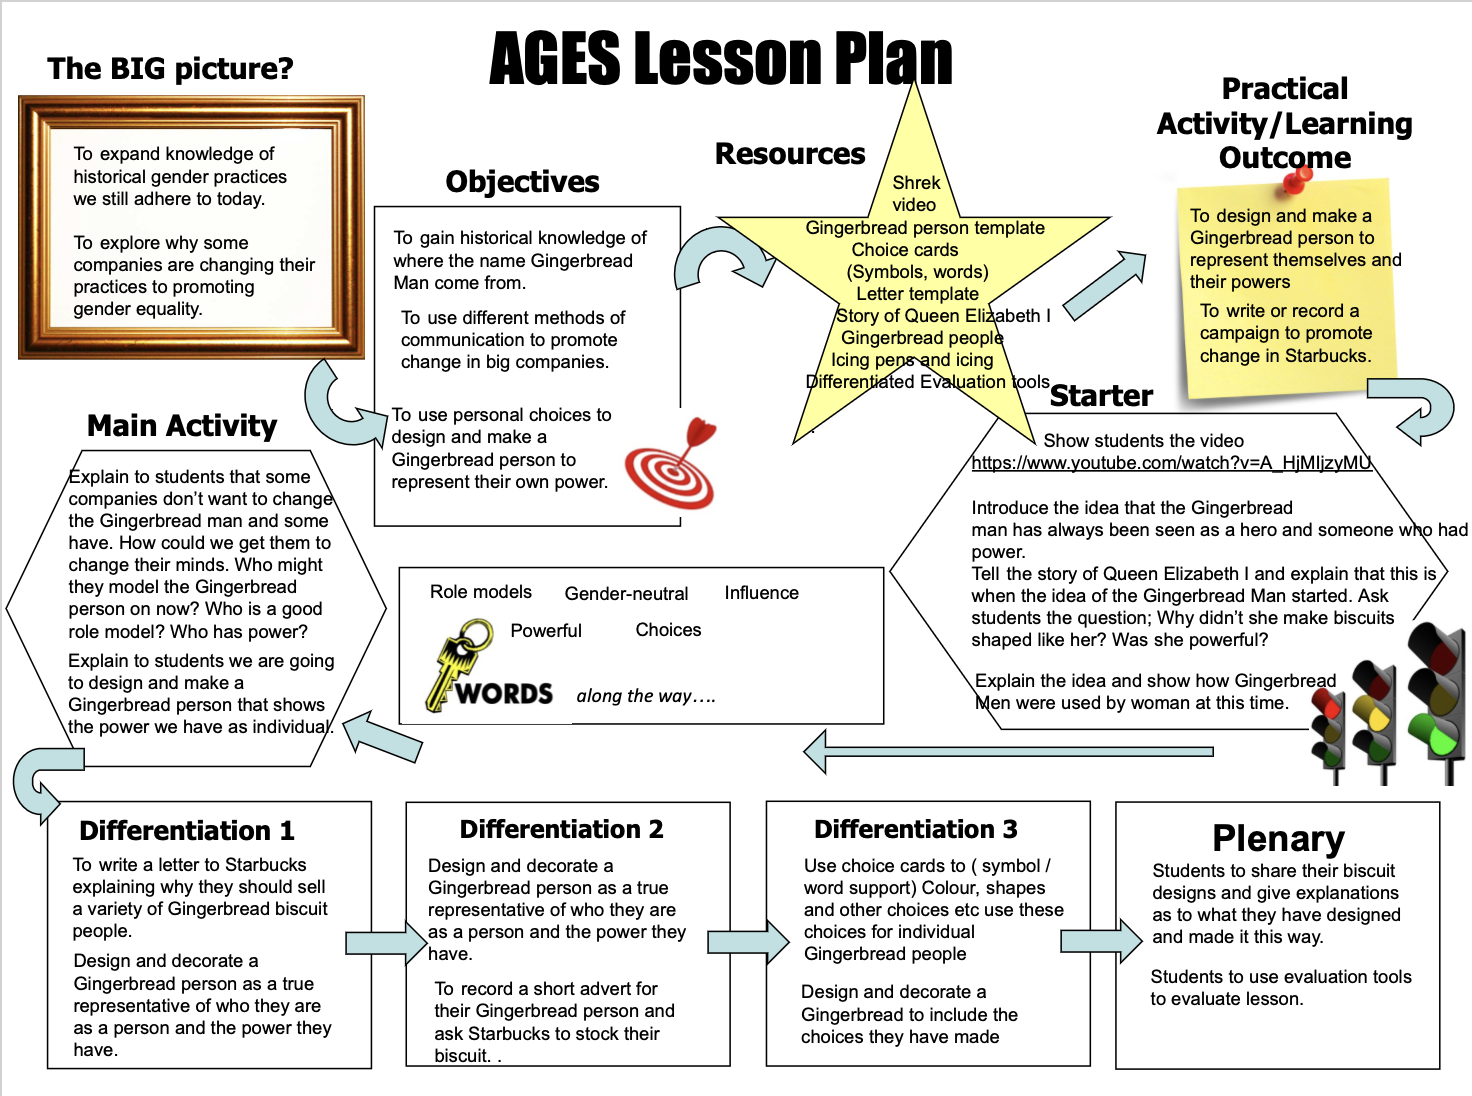 AGES Lesson Plan
The BIG picture?
To expand knowledge of
historical gender practices
we still adhere to today.
To explore why some
companies are changing their
practices to promoting
gender equality.
Objectives
To gain historical knowledge of
where the name Gingerbread
Man come from.
To use different methods of
communication to promote
change in big companies.
To use personal choices to
design and make a
Gingerbread person to
represent their own power.
Resources
Shrek
video
Gingerbread person template
Choice cards
(Symbols, words)
Letter template
Story of Queen Elizabeth I
Gingerbread people
Icing pens and icing
Differentiated Evaluation tools
.
Practical
Activity/Learning
Outcome
To design and make a
Gingerbread person to
represent themselves and
their powers
To write or record a
campaign to promote
change in Starbucks.
Starter
Show students the video
https://www.youtube.com/watch?v=A_HjMIjzyMU
Introduce the idea that the Gingerbread
man has always been seen as a hero and someone who had
power.
Tell the story of Queen Elizabeth I and explain that this is
when the idea of the Gingerbread Man started. Ask
students the question; Why didn't she make biscuits
shaped like her? Was she powerful?
Explain the idea and show how Gingerbread
Men were used by woman at this time.
Role models Gender-neutral Influence
Powerful Choices
WORDS along the way….
Main Activity
Explain to students that some
companies don't want to change
the Gingerbread man and some
have. How could we get them to
change their minds. Who might
they model the Gingerbread
person on now? Who is a good
role model? Who has power?
Explain to students we are going
to design and make a
Gingerbread person that shows
the power we have as individual.
Differentiation 1
To write a letter to Starbucks
explaining why they should sell
a variety of Gingerbread biscuit
people.
Design and decorate a
Gingerbread person as a true
representative of who they are
as a person and the power they
have.
Differentiation 2
Design and decorate a
Gingerbread person as a true
representative of who they are
as a person and the power they
have.
To record a short advert for
their Gingerbread person and
ask Starbucks to stock their
biscuit. .
Differentiation 3
Use choice cards to ( symbol /
word support) Colour, shapes
and other choices etc use these
choices for individual
Gingerbread people
Design and decorate a
Gingerbread to include the
choices they have made
Plenary
Students to share their biscuit
designs and give explanations
as to what they have designed
and made it this way.
Students to use evaluation tools
to evaluate lesson.